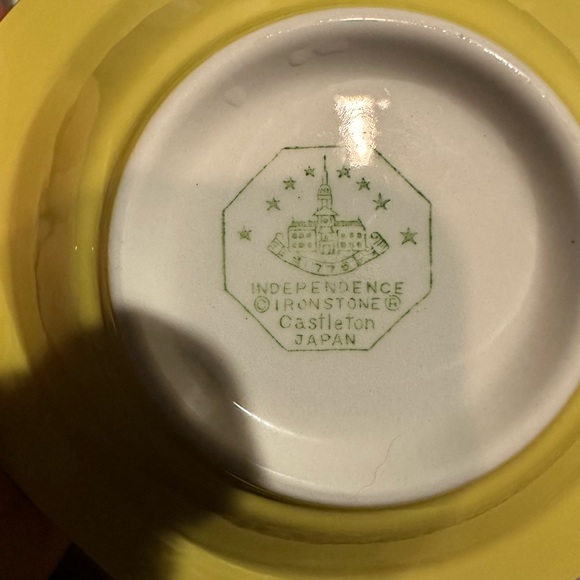 1776
INDEPENDENCE
© IRONSTONE ®
Castleton
JAPAN